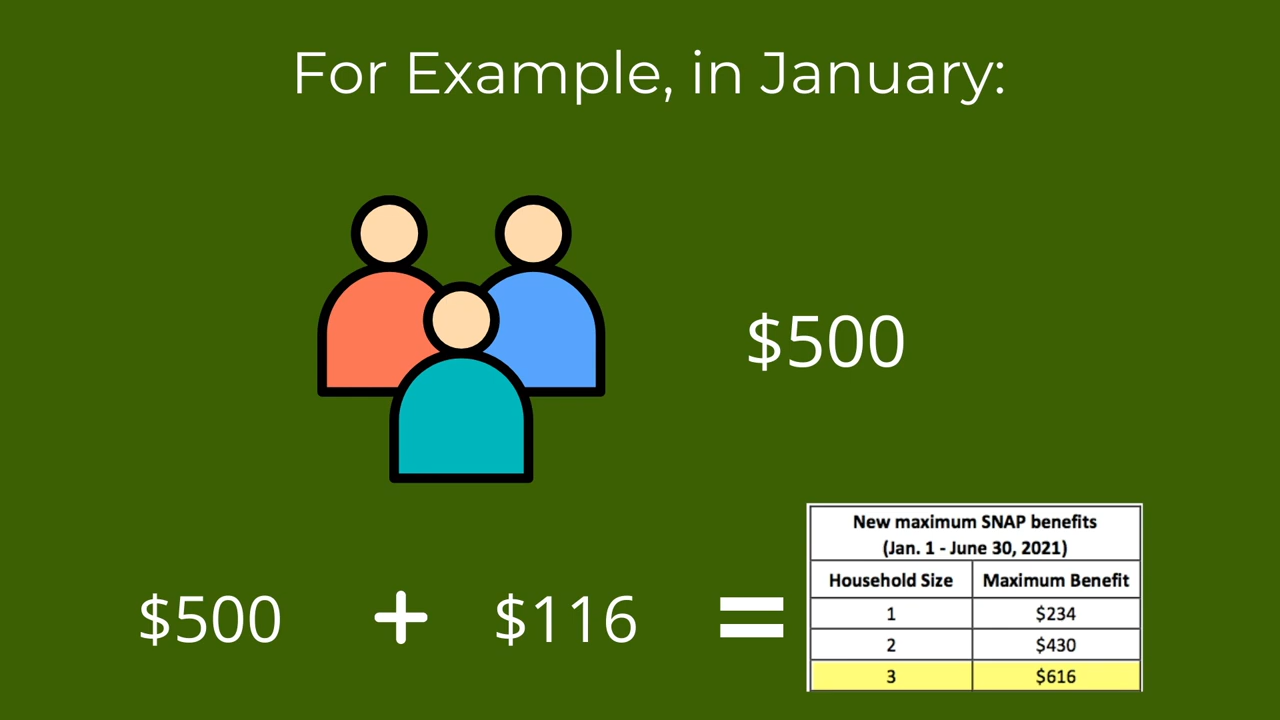 For Example, in January:
$500
$500 + $116 =
New maximum SNAP benefits
(Jan. 1 - June 30, 2021)
Household Size Maximum Benefit
1 $234
2 $430
3 $616